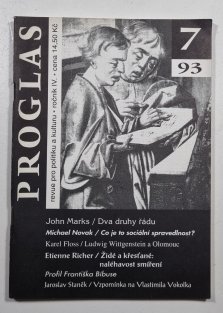 PROGLAS
revue pro politiku a kulturu • ročník IV. • cena 14,50 Kč
7
93
John Marks / Dva druhy řádu
Michael Novak / Co je to sociální spravedlnost?
Karel Floss / Ludwig Wittgenstein a Olomouc
Etienne Richer / Židé a křesťané:
naléhavost smíření
Profil Františka Bíbuse
Jaroslav Staněk / Vzpomínka na Vlastimila Vokolka